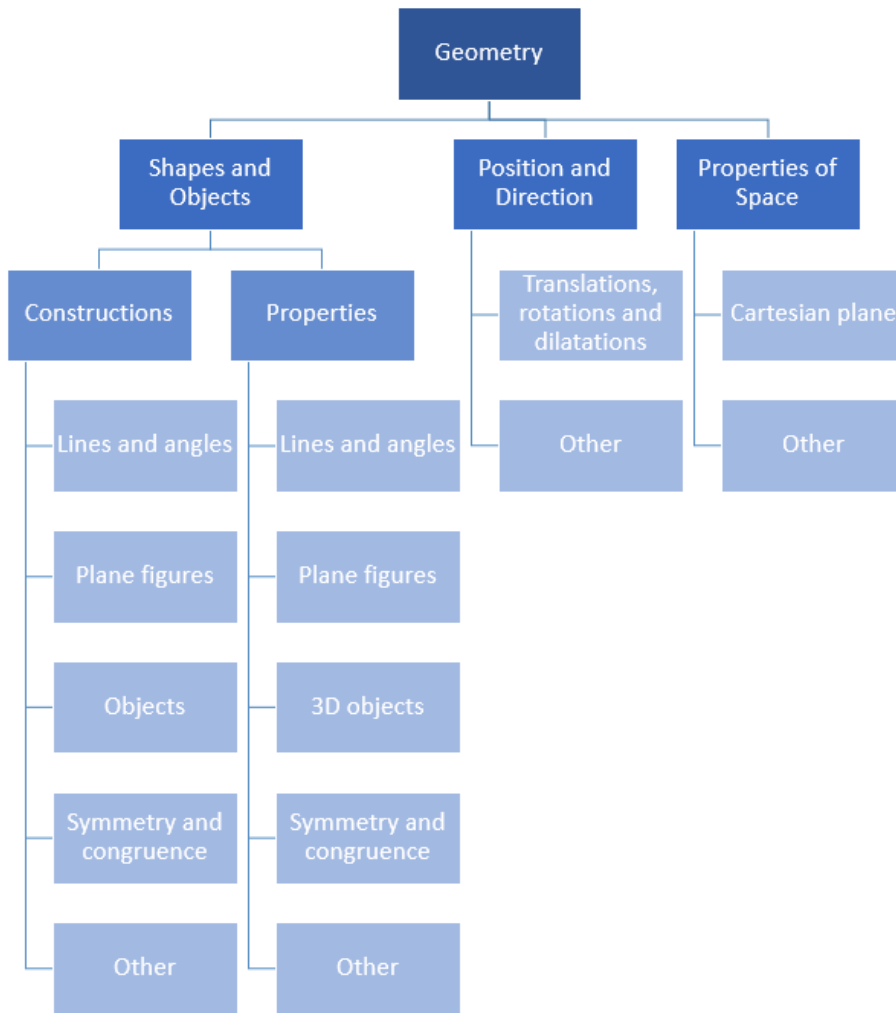 Geometry
Shapes and
Objects
Position and
Direction
Properties of
Space
Constructions
Properties
Translations,
rotations and
dilatations
Cartesian plane
Lines and angles
Lines and angles
Other
Other
Plane figures
Plane figures
Objects
3D objects
Symmetry and
congruence
Symmetry and
congruence
Other
Other